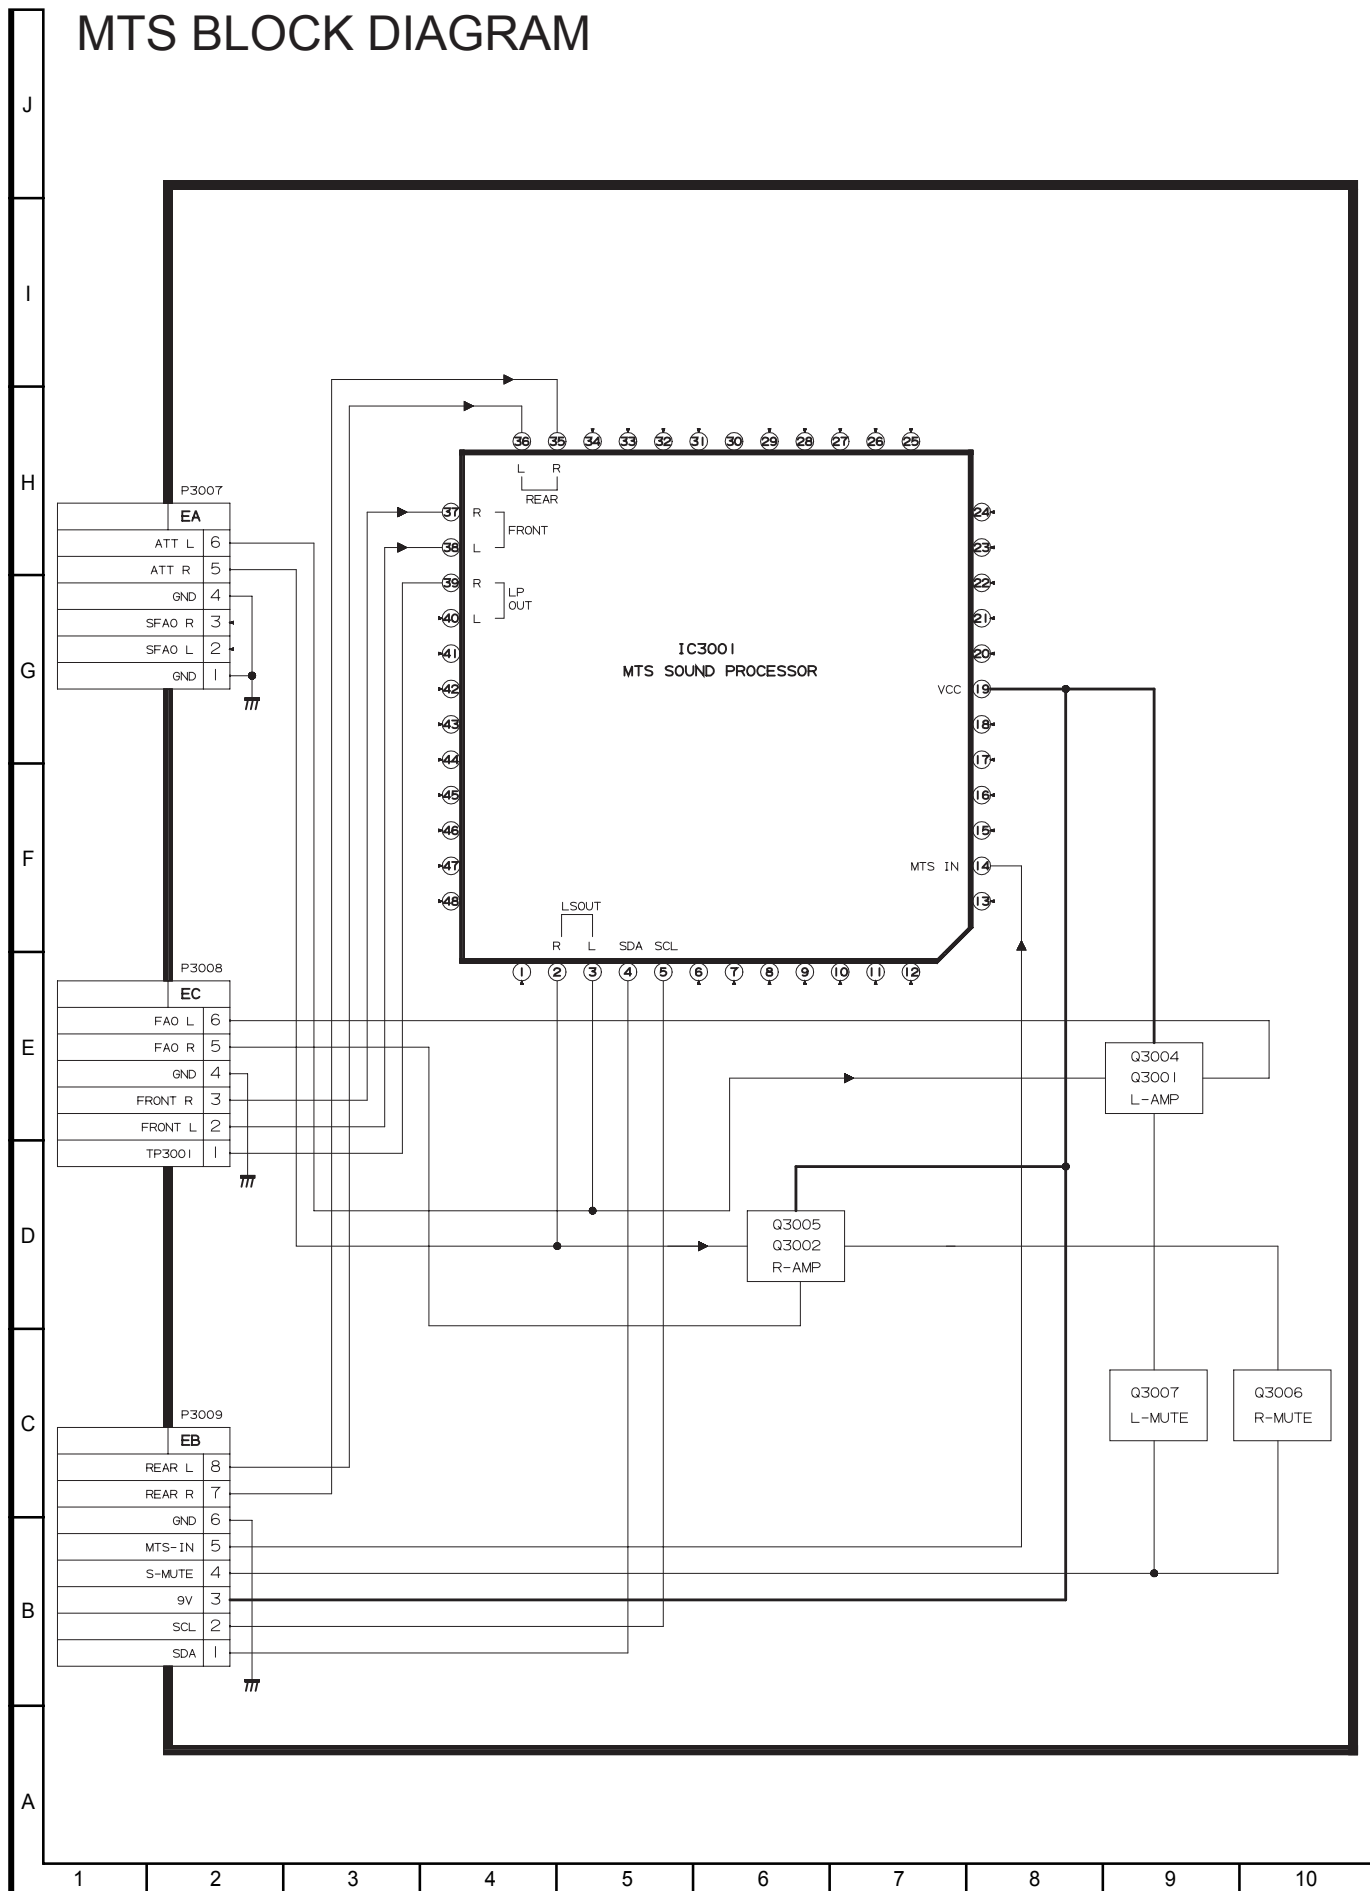 MTS BLOCK DIAGRAM
J
I
H
G
F
E
D
C
B
A
36 35 34 33 32 31 30 29 28 27 26 25
L R
REAR
37 R
FRONT
38 L
39 R
LP
OUT
40 L
41
42
43
44
45
46
47
48
IC3001
MTS SOUND PROCESSOR
24
23
22
21
20
VCC 19
18
17
16
15
MTS IN 14
13
LSOUT
R L SDA SCL
1 2 3 4 5 6 7 8 9 10 11 12
P3007
EA
ATT L 6
ATT R 5
GND 4
SFAO R 3
SFAO L 2
GND 1
P3008
EC
FAO L 6
FAO R 5
GND 4
FRONT R 3
FRONT L 2
TP3001 1
Q3004
Q3001
L-AMP
Q3005
Q3002
R-AMP
Q3007
L-MUTE
Q3006
R-MUTE
P3009
EB
REAR L 8
REAR R 7
GND 6
MTS-IN 5
S-MUTE 4
9V 3
SCL 2
SDA 1
1 2 3 4 5 6 7 8 9 10